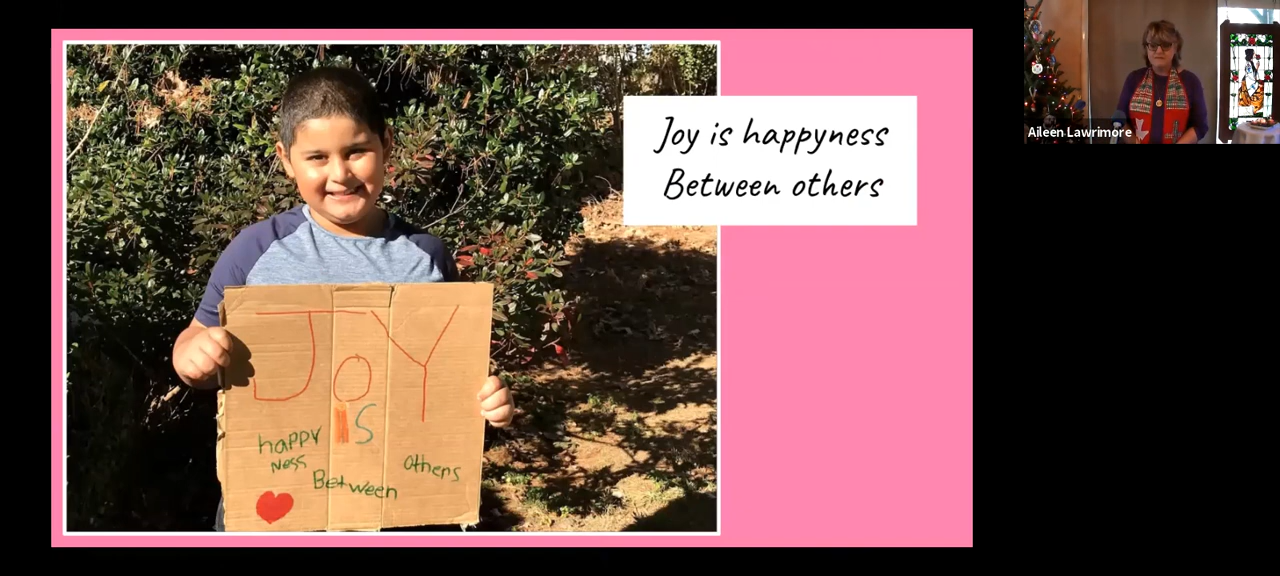 Joy is happyness
Between others
JOY
IS
happy
Ness
Between
others
Aileen Lawrimore